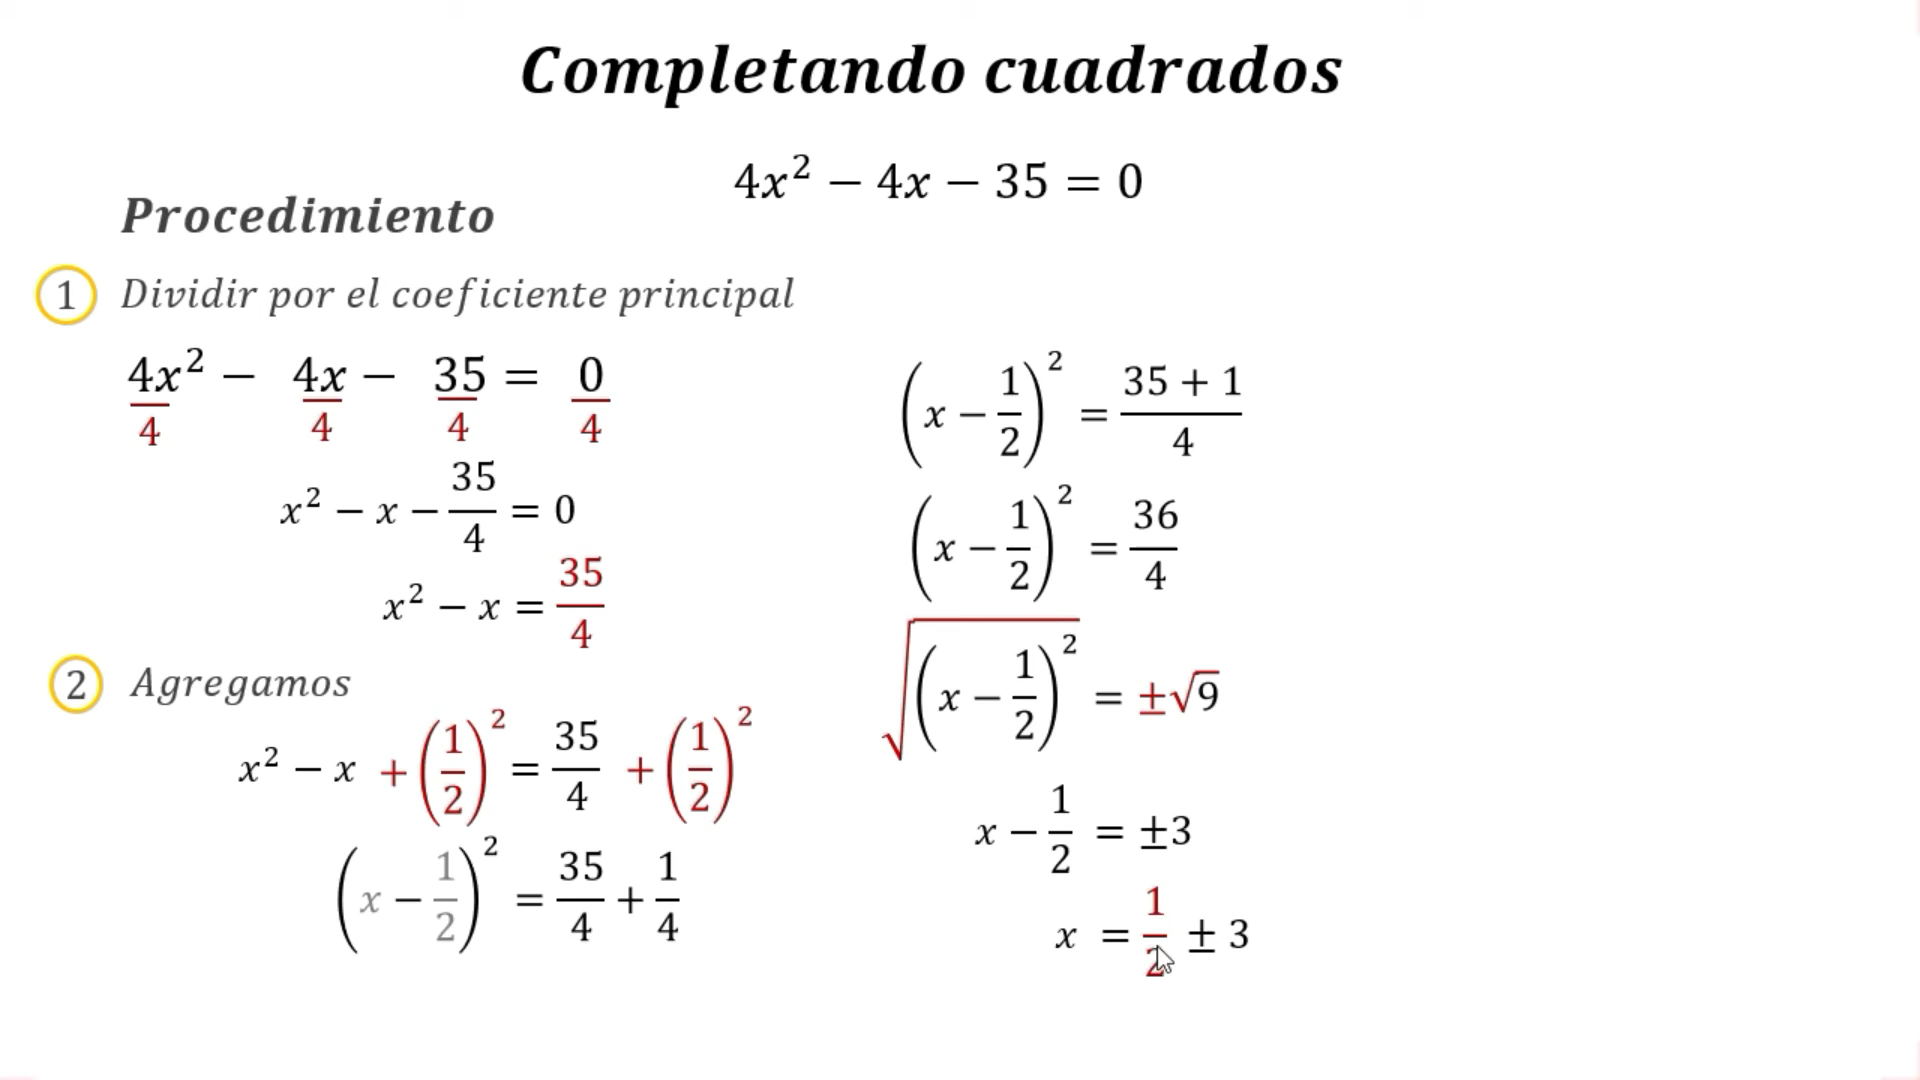 Completando cuadrados
4x² − 4x − 35 = 0
Procedimiento
1 Dividir por el coeficiente principal
4x²/4 − 4x/4 − 35/4 = 0/4
x² − x − 35/4 = 0
x² − x = 35/4
2 Agregamos
x² − x + (1/2)² = 35/4 + (1/2)²
(x − 1/2)² = 35/4 + 1/4
(x − 1/2)² = (35 + 1)/4
(x − 1/2)² = 36/4
√(x − 1/2)² = ±√9
x − 1/2 = ±3
x = 1/2 ± 3